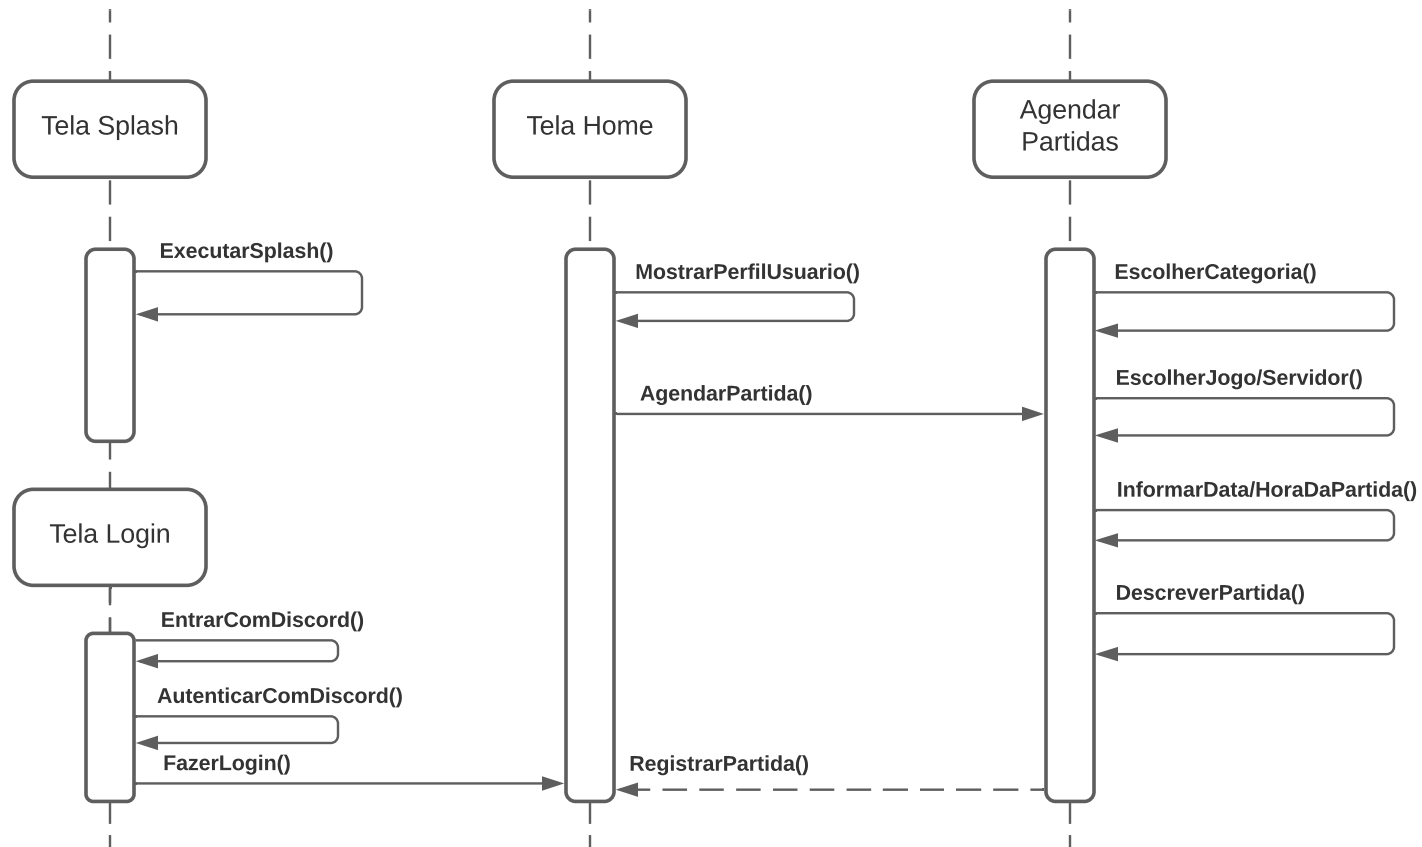 Tela Splash
Tela Home
Agendar
Partidas
ExecutarSplash()
MostrarPerfilUsuario()
EscolherCategoria()
AgendarPartida()
EscolherJogo/Servidor()
InformarData/HoraDaPartida()
Tela Login
EntrarComDiscord()
DescreverPartida()
AutenticarComDiscord()
FazerLogin()
RegistrarPartida()